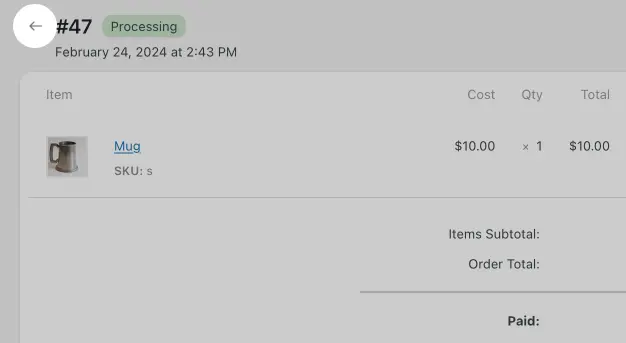 ← #47 Processing
February 24, 2024 at 2:43 PM
Item Cost Qty Total
Mug $10.00 × 1 $10.00
SKU: s
Items Subtotal:
Order Total:
Paid: